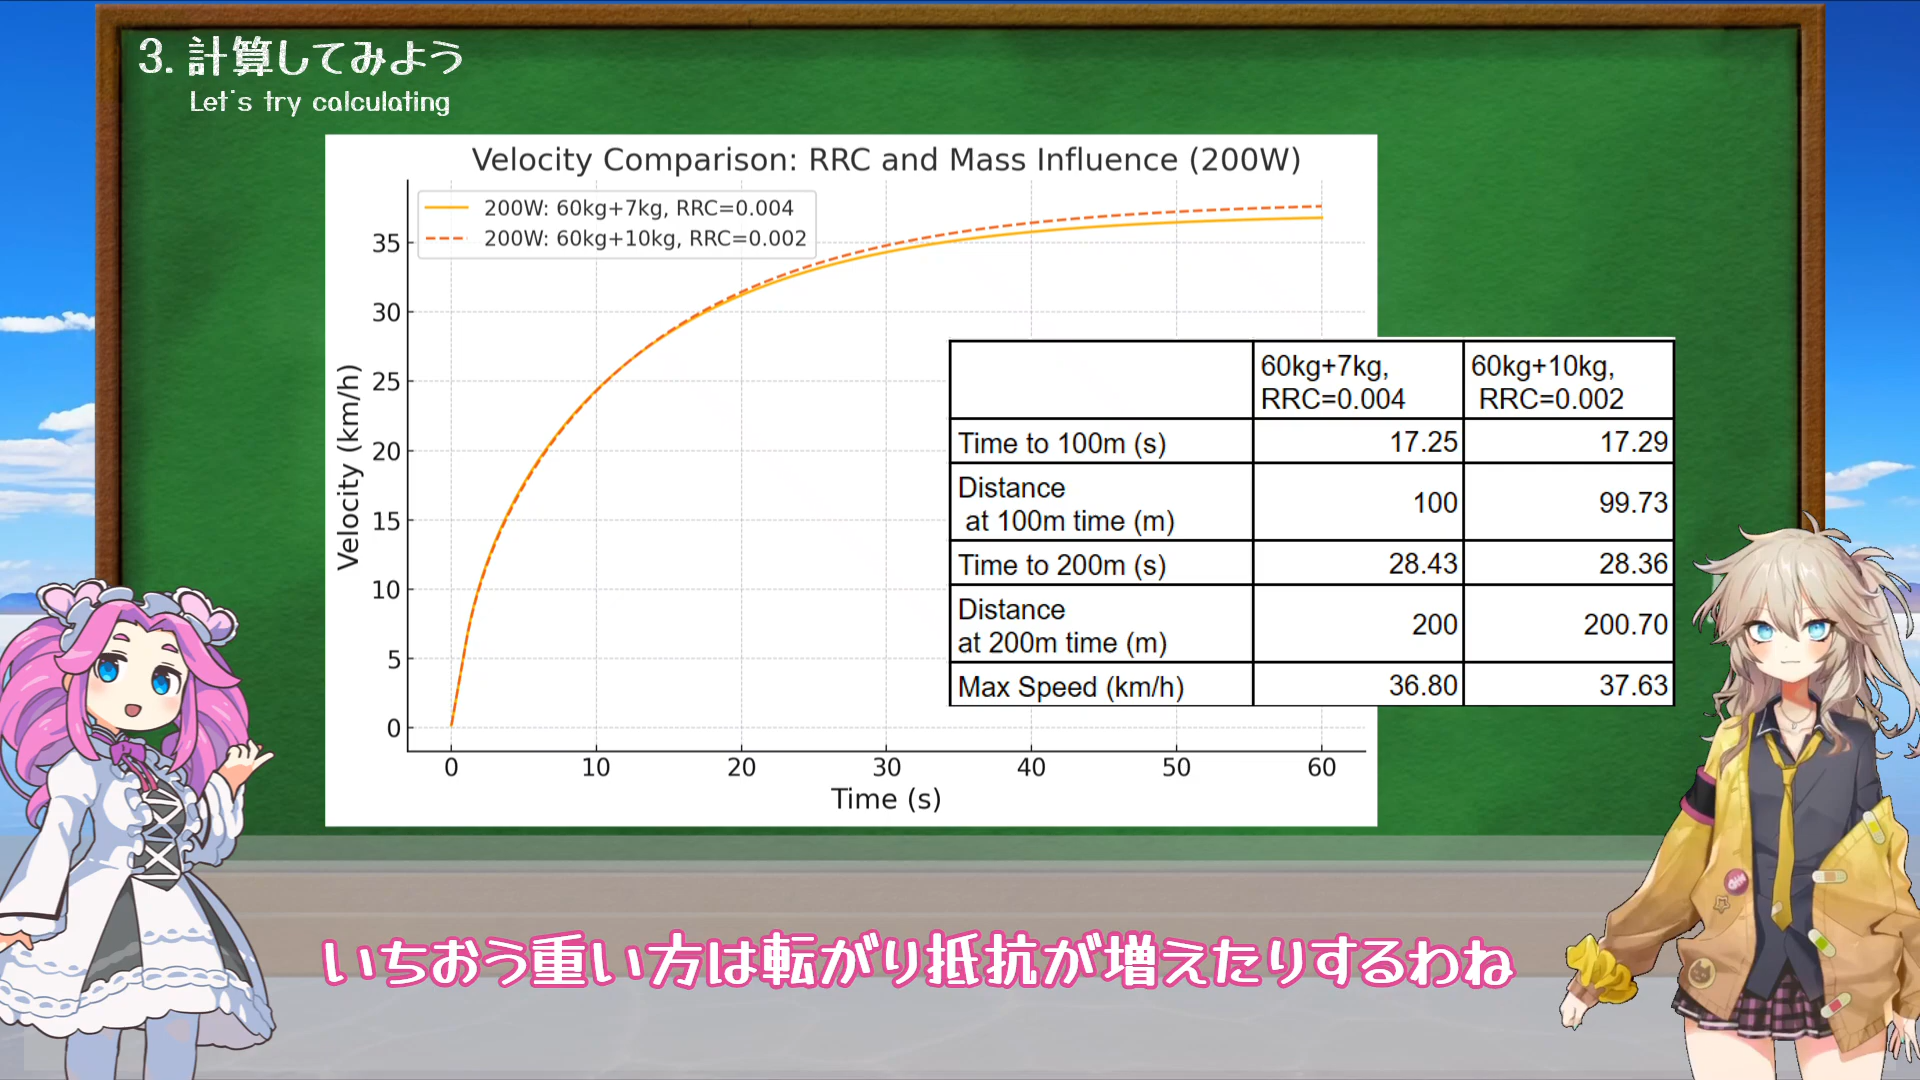 3. 計算してみよう
Let's try calculating
Velocity Comparison: RRC and Mass Influence (200W)
200W: 60kg+7kg, RRC=0.004
200W: 60kg+10kg, RRC=0.002
Velocity (km/h)
35
30
25
20
15
10
5
0
0 10 20 30 40 50 60
Time (s)
60kg+7kg, 60kg+10kg,
RRC=0.004 RRC=0.002
Time to 100m (s) 17.25 17.29
Distance
at 100m time (m) 100 99.73
Time to 200m (s) 28.43 28.36
Distance
at 200m time (m) 200 200.70
Max Speed (km/h) 36.80 37.63
いちおう重い方は転がり抵抗が増えたりするわね